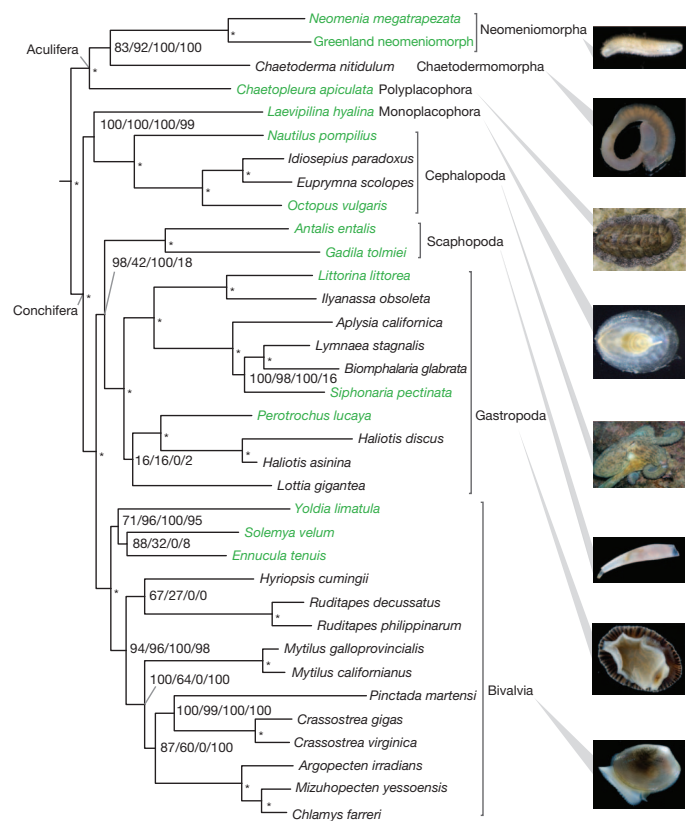 Neomenia megatrapezata
Greenland neomeniomorph
Neomeniomorpha
Aculifera
83/92/100/100
*
*
Chaetoderma nitidulum Chaetodermomorpha
Chaetopleura apiculata Polyplacophora
Laevipilina hyalina Monoplacophora
100/100/100/99
Nautilus pompilius
*
Idiosepius paradoxus
*
Cephalopoda
*
*
Euprymna scolopes
Octopus vulgaris
Antalis entalis
*
Scaphopoda
Gadila tolmiei
98/42/100/18
Littorina littorea
*
Conchifera
*
Ilyanassa obsoleta
*
Aplysia californica
Lymnaea stagnalis
*
*
Biomphalaria glabrata
100/98/100/16
*
Siphonaria pectinata
Gastropoda
Perotrochus lucaya
*
Haliotis discus
*
*
16/16/0/2
Haliotis asinina
Lottia gigantea
Yoldia limatula
71/96/100/95
Solemya velum
88/32/0/8
Ennucula tenuis
Hyriopsis cumingii
*
67/27/0/0
Ruditapes decussatus
*
Ruditapes philippinarum
94/96/100/98
Mytilus galloprovincialis
*
Mytilus californianus
100/64/0/100
Pinctada martensi
Bivalvia
100/99/100/100
Crassostrea gigas
*
Crassostrea virginica
87/60/0/100
Argopecten irradians
*
Mizuhopecten yessoensis
*
Chlamys farreri